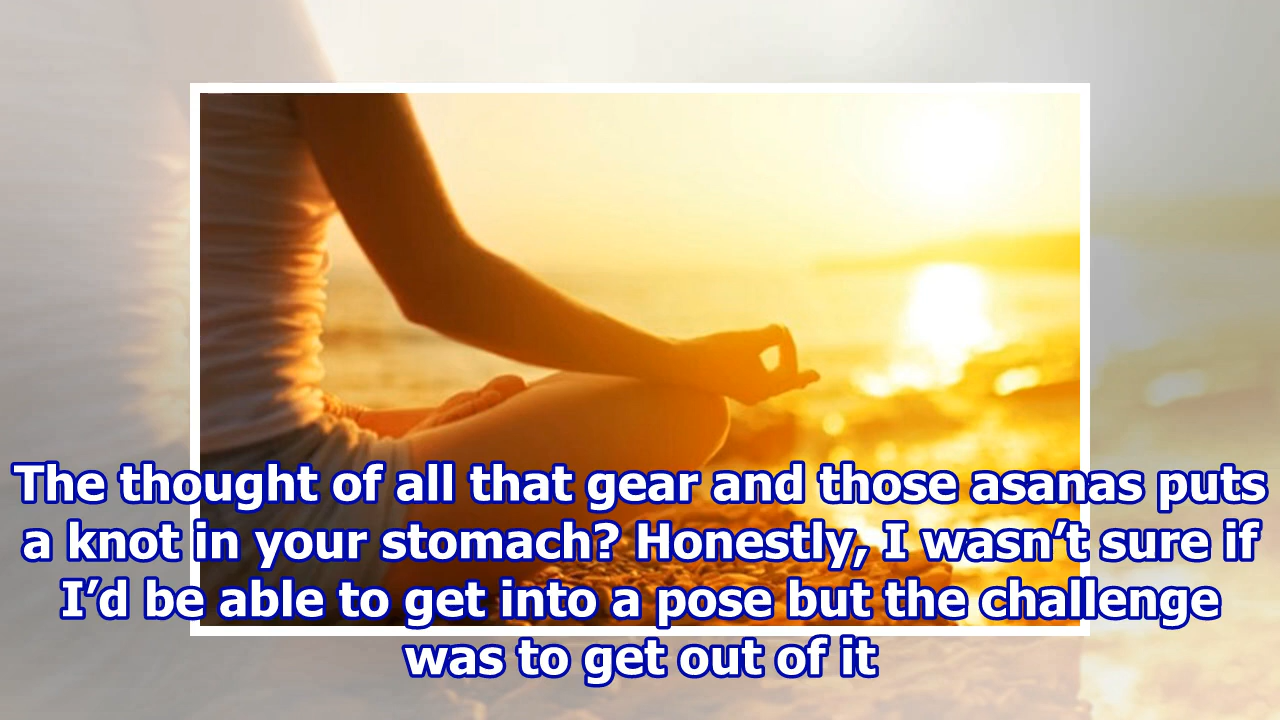 The thought of all that gear and those asanas puts
a knot in your stomach? Honestly, I wasn’t sure if
I’d be able to get into a pose but the challenge
was to get out of it